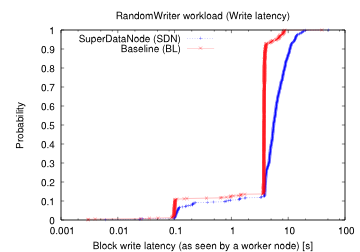 RandomWriter workload (Write latency)
SuperDataNode (SDN)
Baseline (BL)
1
0.9
0.8
0.7
0.6
0.5
0.4
0.3
0.2
0.1
0
Probability
0.001 0.01 0.1 1 10 100
Block write latency (as seen by a worker node) [s]